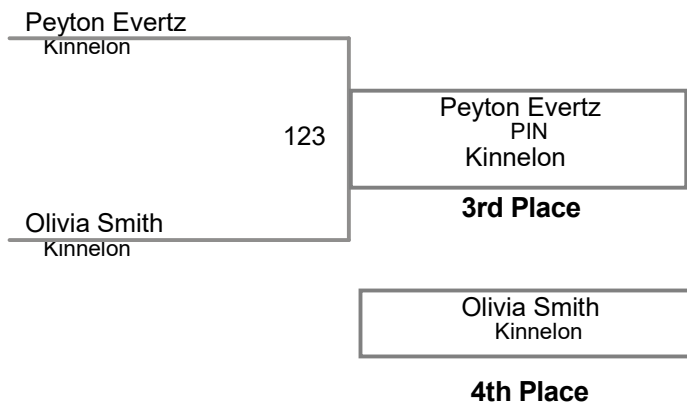 Peyton Evertz
Kinnelon
Peyton Evertz
PIN
Kinnelon
123
3rd Place
Olivia Smith
Kinnelon
Olivia Smith
Kinnelon
4th Place